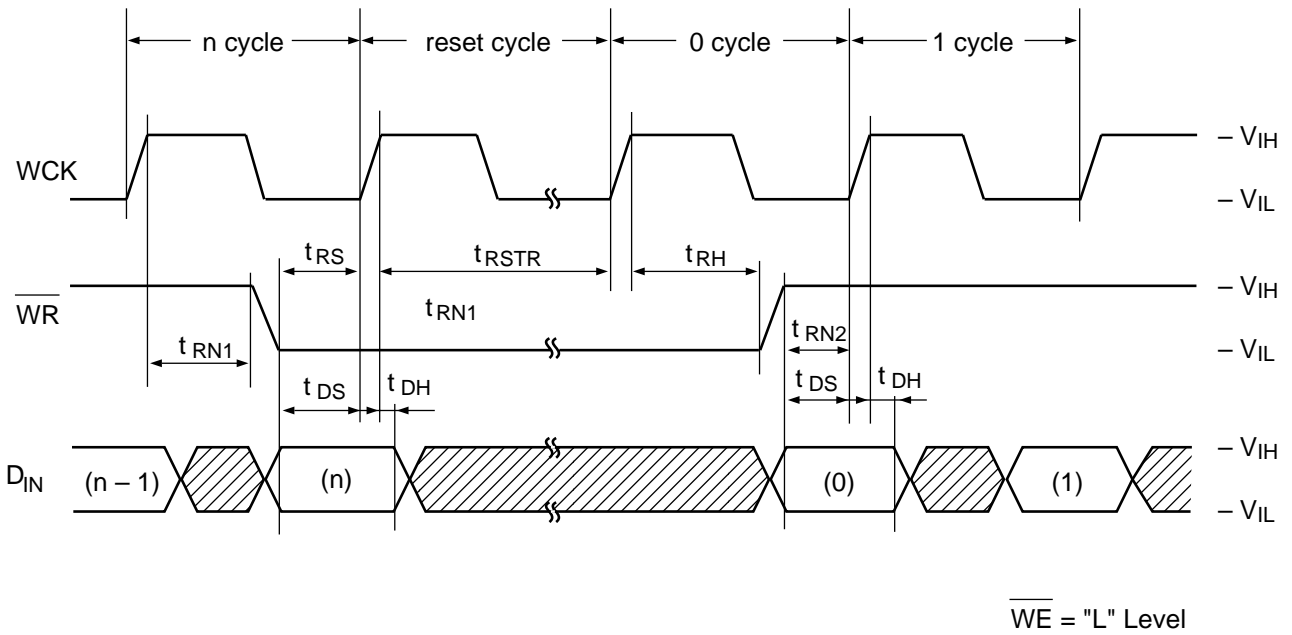 n cycle reset cycle 0 cycle 1 cycle
WCK – VIH
– VIL
tRS tRSTR tRH
WR – VIH
tRN1
tRN1 tRN2 – VIL
tDS tDH tDS tDH
DIN (n – 1) (n) (0) (1) – VIH
– VIL
WE = "L" Level